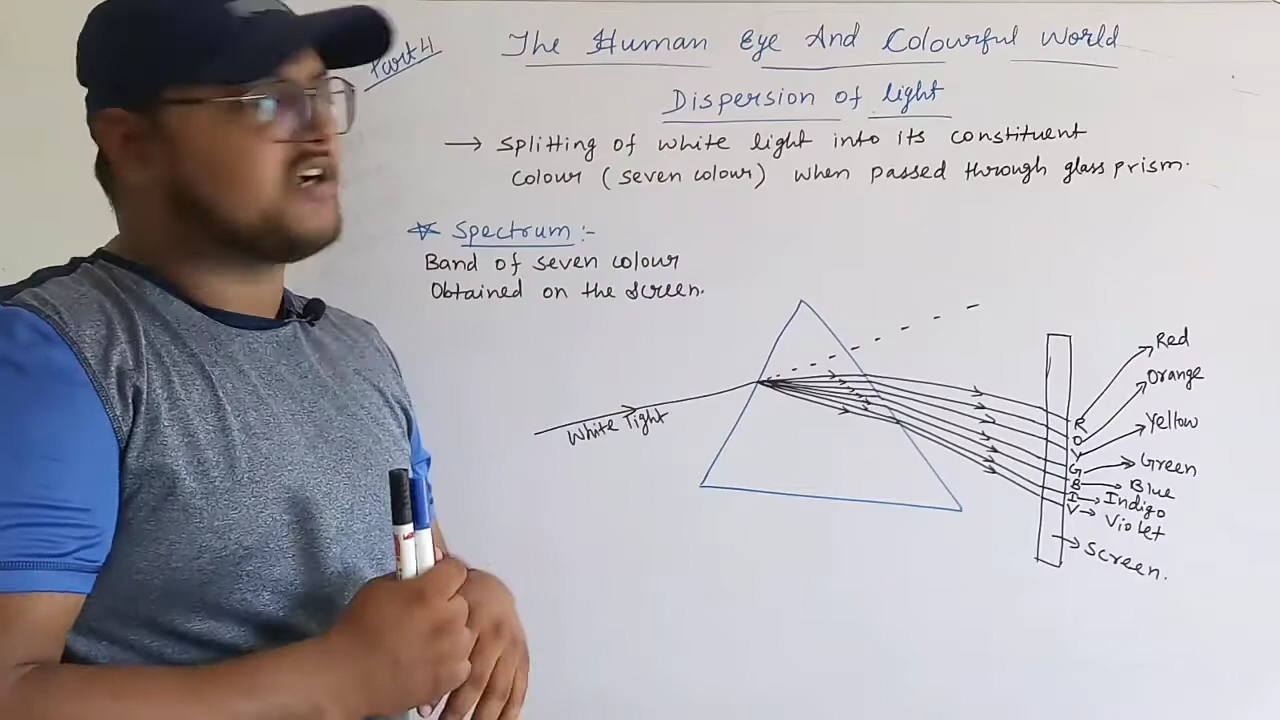 Part 4
The Human Eye And Colourful World
Dispersion of light
→ Splitting of white light into its constituent
colour (seven colour) when passed through glass prism.
Spectrum :-
Band of seven colour
Obtained on the screen.
White light
R
O
Y
G
B
I
V
Red
Orange
Yellow
Green
Blue
Indigo
Violet
Screen.